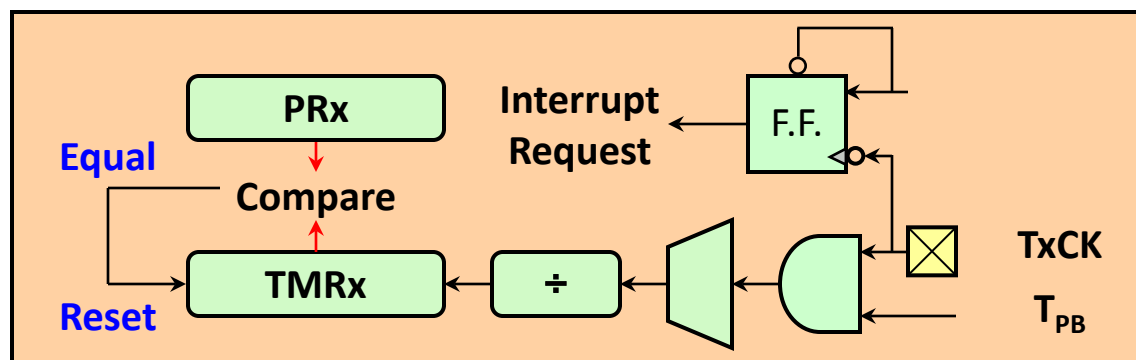 PRx
Interrupt
Request
F.F.
Equal
Compare
TMRx
÷
TxCK
Reset
TPB